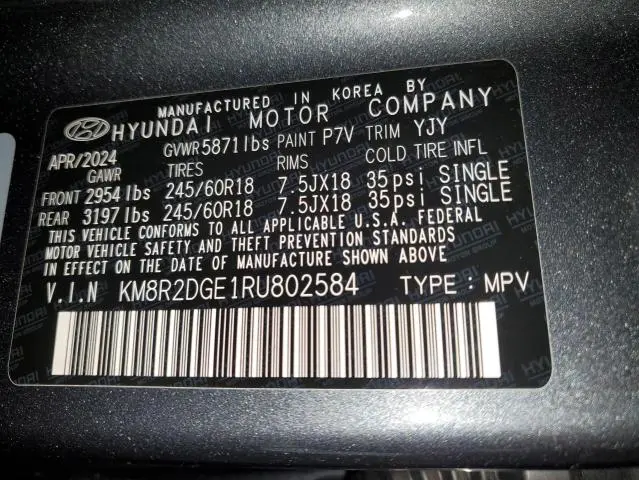 MANUFACTURED IN KOREA BY
HYUNDAI MOTOR COMPANY
APR/2024 GVWR 5871 lbs PAINT P7V TRIM YJY
GAWR TIRES RIMS COLD TIRE INFL
FRONT 2954 lbs 245/60R18 7.5JX18 35psi SINGLE
REAR 3197 lbs 245/60R18 7.5JX18 35psi SINGLE
THIS VEHICLE CONFORMS TO ALL APPLICABLE U.S.A. FEDERAL
MOTOR VEHICLE SAFETY AND THEFT PREVENTION STANDARDS
IN EFFECT ON THE DATE OF MANUFACTURE SHOWN ABOVE
V.I.N KM8R2DGE1RU802584 TYPE : MPV